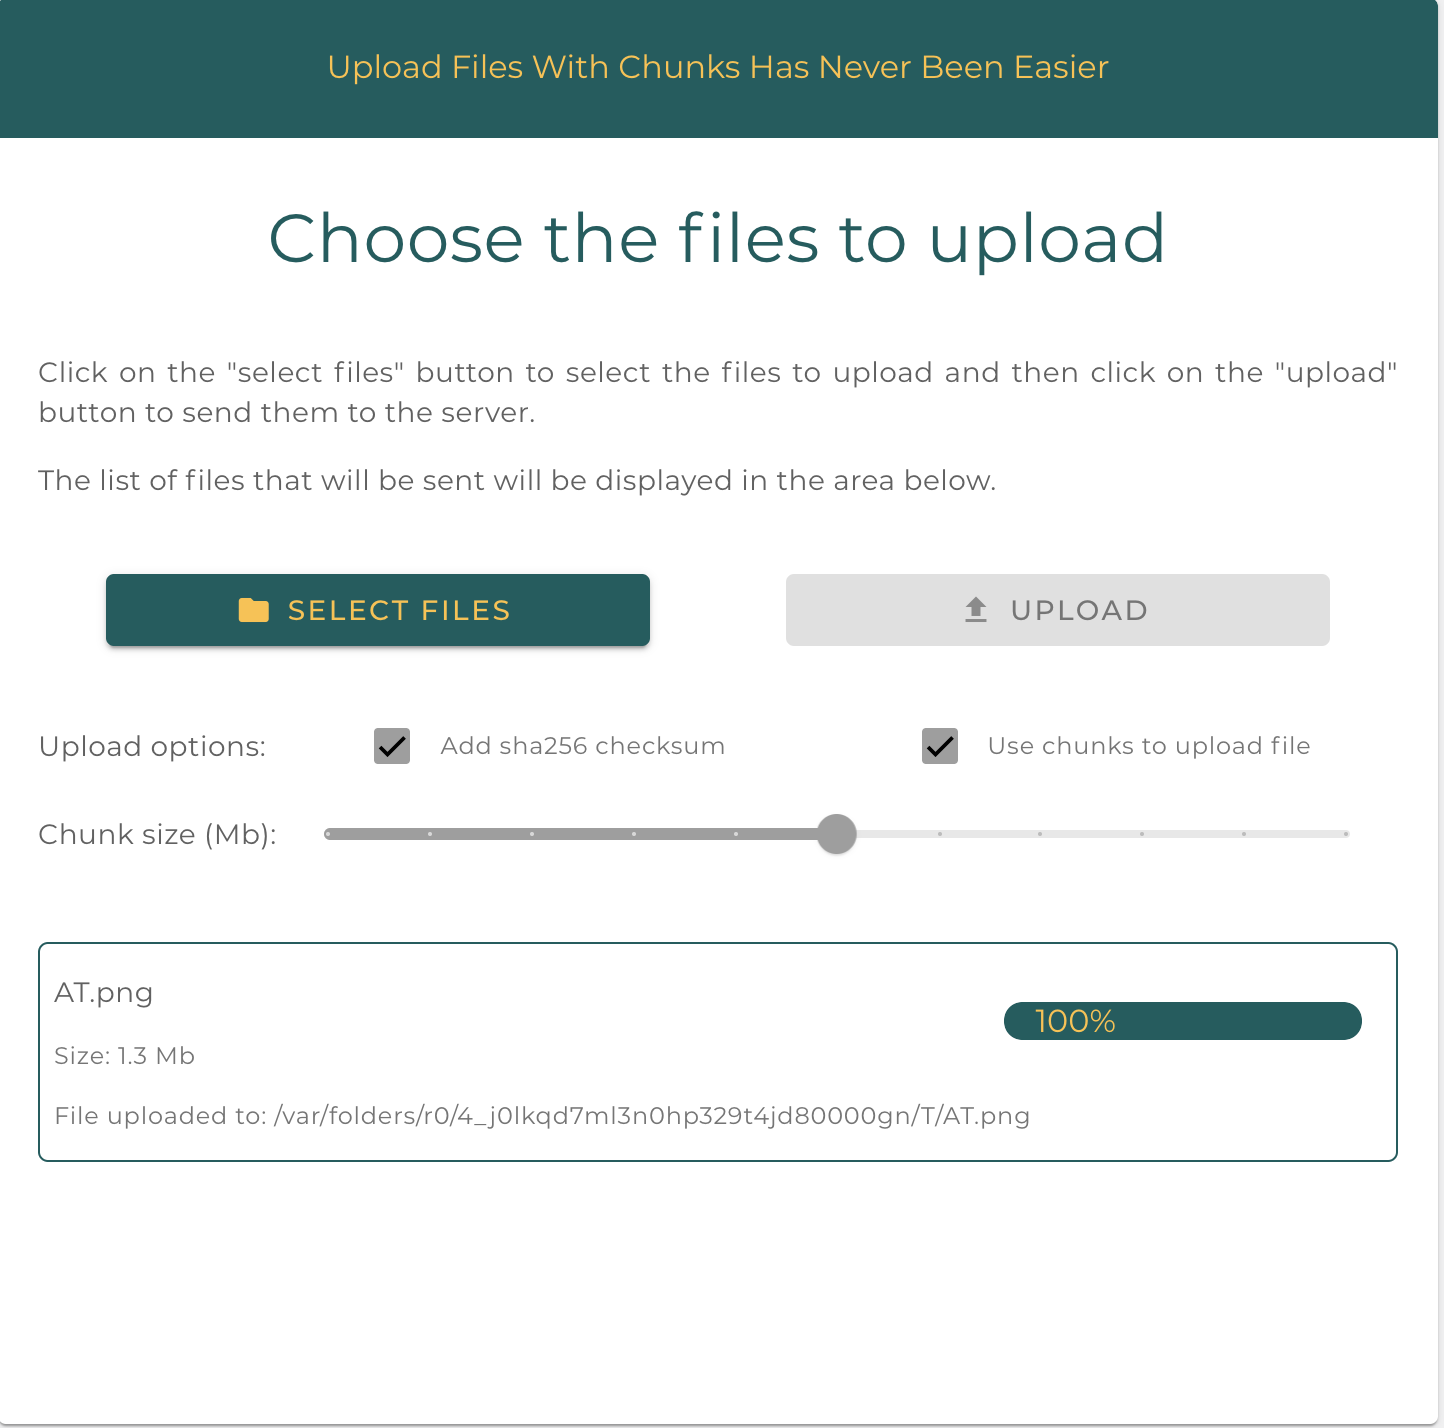 Upload Files With Chunks Has Never Been Easier
Choose the files to upload
Click on the "select files" button to select the files to upload and then click on the "upload"
button to send them to the server.
The list of files that will be sent will be displayed in the area below.
SELECT FILES
UPLOAD
Upload options:
Add sha256 checksum
Use chunks to upload file
Chunk size (Mb):
AT.png
100%
Size: 1.3 Mb
File uploaded to: /var/folders/r0/4_j0lkqd7ml3n0hp329t4jd80000gn/T/AT.png